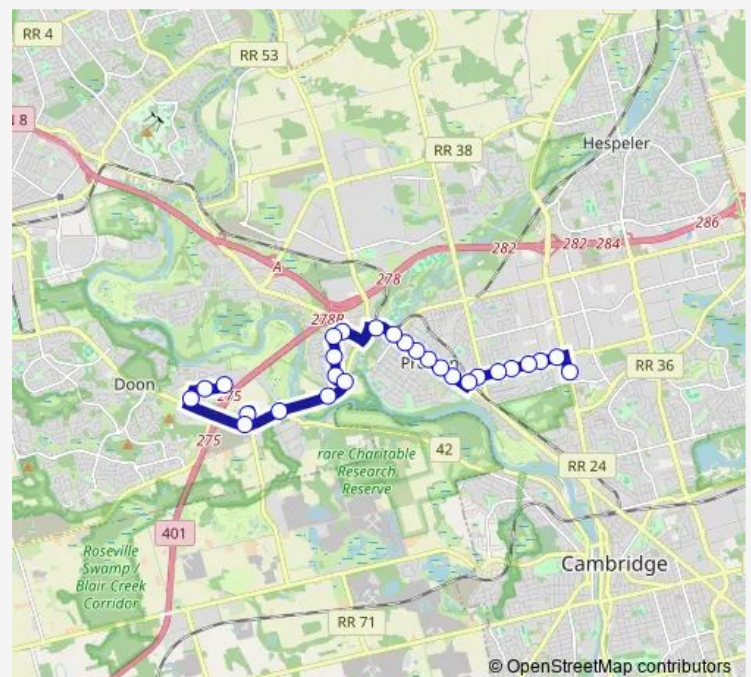 RR 4
RR 53
8
RR 38
Hespeler
286
282
282
284
A
278
278B
Doon
275
RR 36
275
42
rare Charitable
Research
Reserve
RR 24
401
Roseville
Swamp /
Blair Creek
Corridor
Cambridge
RR 71
© OpenStreetMap contributors